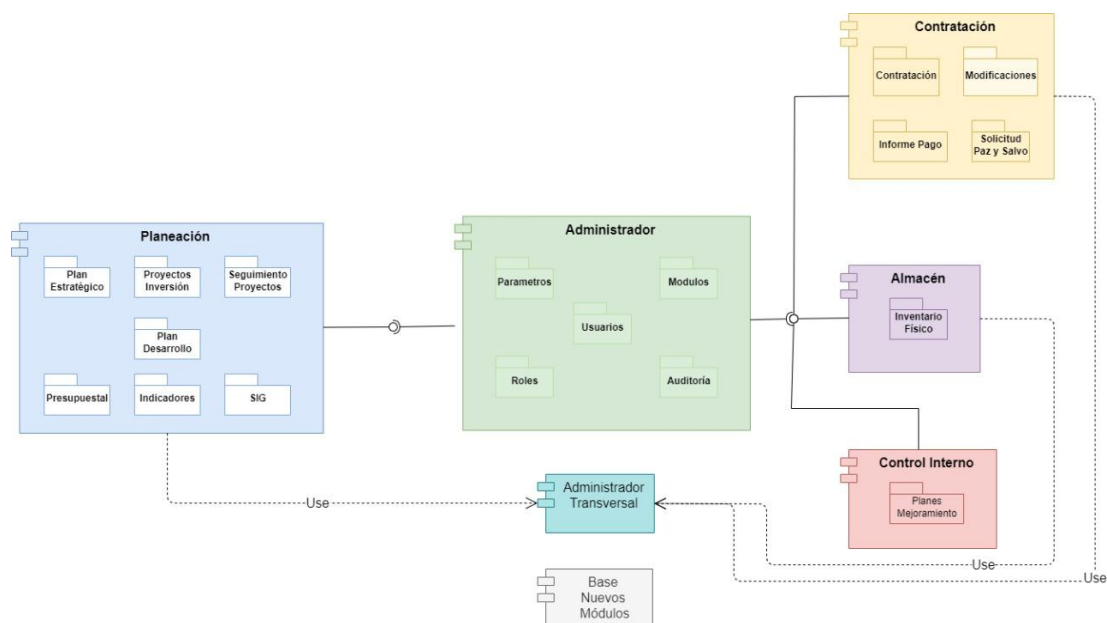 Contratación
Contratación
Modificaciones
Informe Pago
Solicitud
Paz y Salvo
Planeación
Plan
Estratègico
Proyectos
Inversión
Seguimiento
Proyectos
Plan
Desarrollo
Presupuestal
Indicadores
SIG
Administrador
Parametros
Modulos
Usuarios
Roles
Auditoría
Almacén
Inventario
Físico
Control Interno
Planes
Mejoramiento
Administrador
Transversal
Use
Use
Use
Base
Nuevos
Módulos